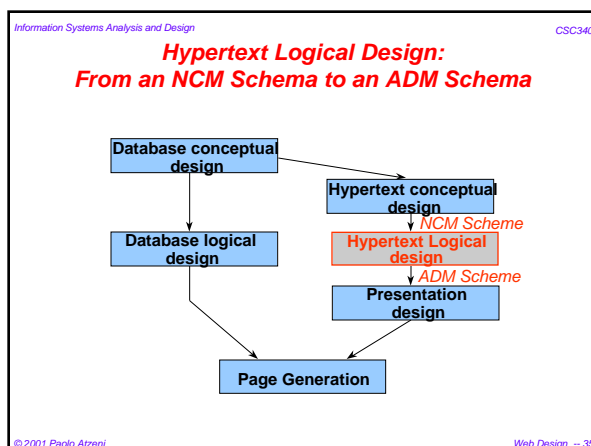 Information Systems Analysis and Design
CSC340
Hypertext Logical Design:
From an NCM Schema to an ADM Schema
Database conceptual
design
Hypertext conceptual
design
NCM Scheme
Database logical
design
Hypertext Logical
design
ADM Scheme
Presentation
design
Page Generation
© 2001 Paolo Atzeni
Web Design -- 35